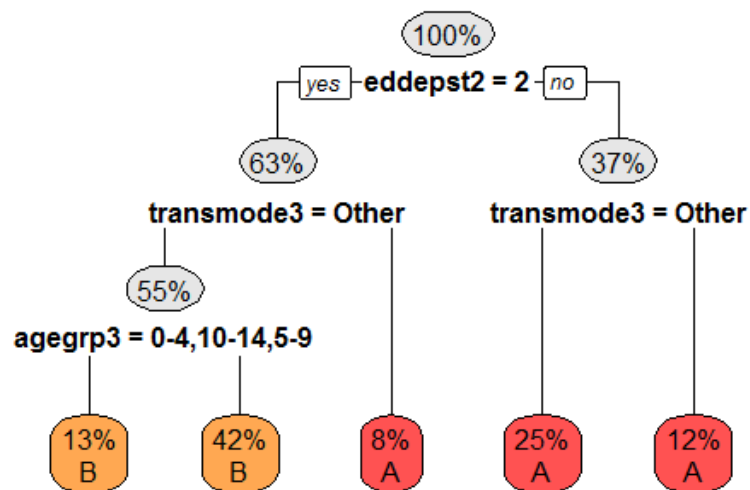 100%
yes eddepst2 = 2 no
63% 37%
transmode3 = Other transmode3 = Other
55%
agegrp3 = 0-4,10-14,5-9
13% 42% 8% 25% 12%
B B A A A